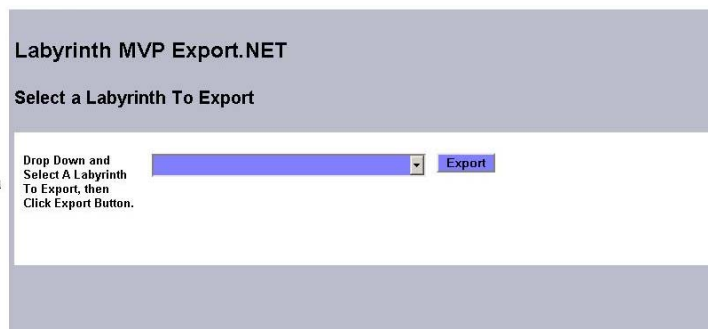 Labyrinth MVP Export.NET
Select a Labyrinth To Export
Drop Down and
Select A Labyrinth
To Export, then
Click Export Button.
Export